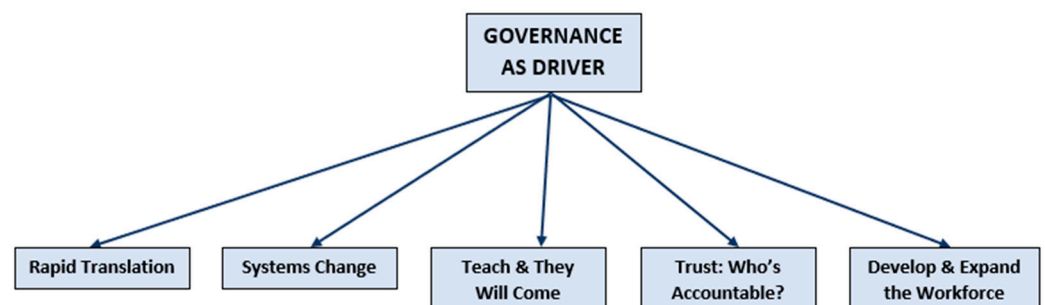 GOVERNANCE
AS DRIVER
Rapid Translation
Systems Change
Teach & They
Will Come
Trust: Who's
Accountable?
Develop & Expand
the Workforce